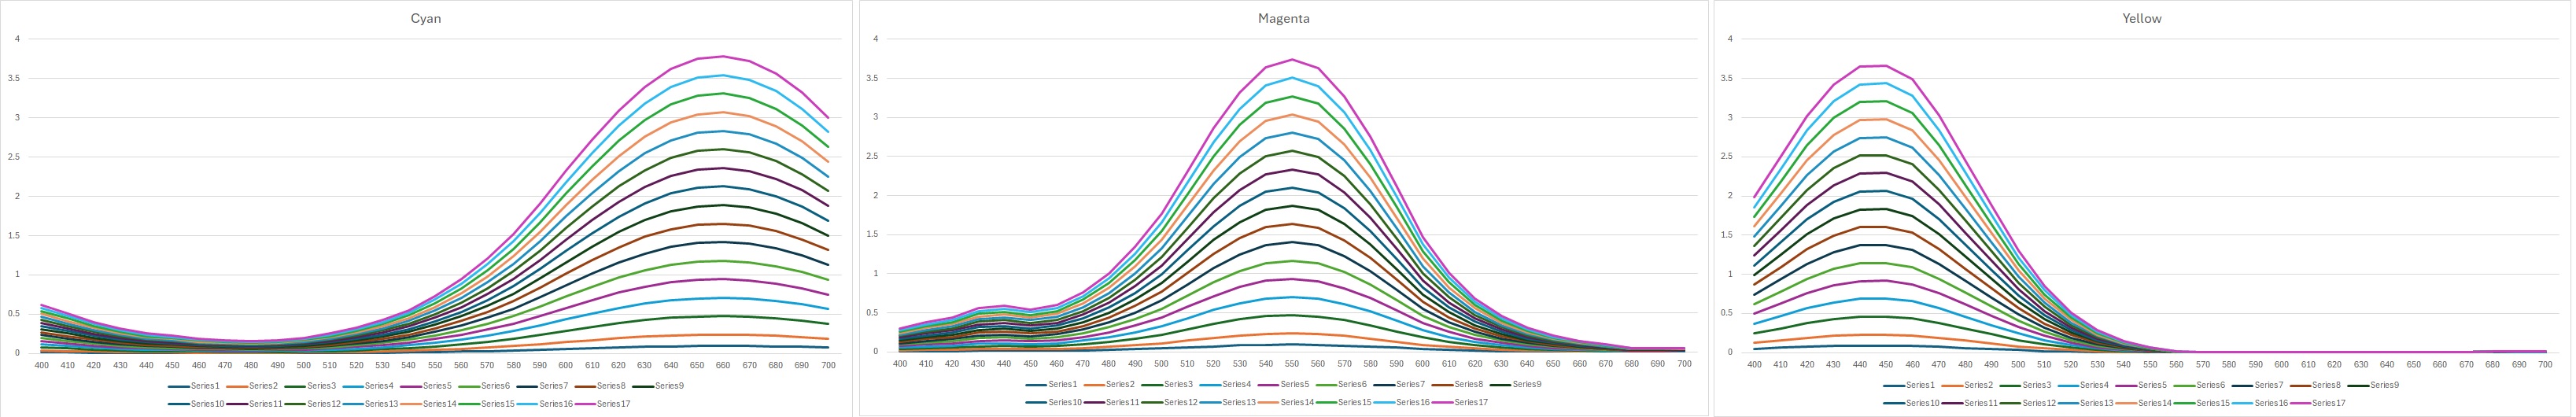 Cyan
4
3.5
3
2.5
2
1.5
1
0.5
0
400 410 420 430 440 450 460 470 480 490 500 510 520 530 540 550 560 570 580 590 600 610 620 630 640 650 660 670 680 690 700
Series1 Series2 Series3 Series4 Series5 Series6 Series7 Series8 Series9
Series10 Series11 Series12 Series13 Series14 Series15 Series16 Series17
Magenta
4
3.5
3
2.5
2
1.5
1
0.5
0
400 410 420 430 440 450 460 470 480 490 500 510 520 530 540 550 560 570 580 590 600 610 620 630 640 650 660 670 680 690 700
Series1 Series2 Series3 Series4 Series5 Series6 Series7 Series8 Series9
Series10 Series11 Series12 Series13 Series14 Series15 Series16 Series17
Yellow
4
3.5
3
2.5
2
1.5
1
0.5
0
400 410 420 430 440 450 460 470 480 490 500 510 520 530 540 550 560 570 580 590 600 610 620 630 640 650 660 670 680 690 700
Series1 Series2 Series3 Series4 Series5 Series6 Series7 Series8 Series9
Series10 Series11 Series12 Series13 Series14 Series15 Series16 Series17